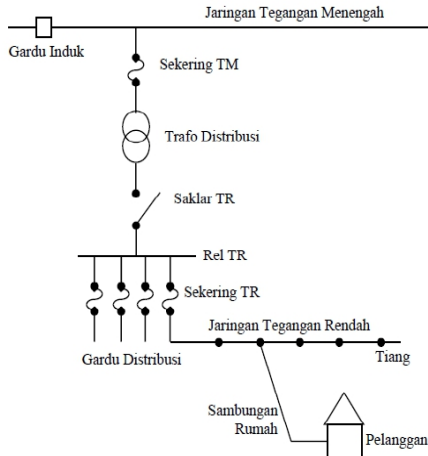 Jaringan Tegangan Menengah
Gardu Induk
Sekering TM
Trafo Distribusi
Saklar TR
Rel TR
Sekering TR
Jaringan Tegangan Rendah
Gardu Distribusi
Tiang
Sambungan
Rumah
Pelanggan